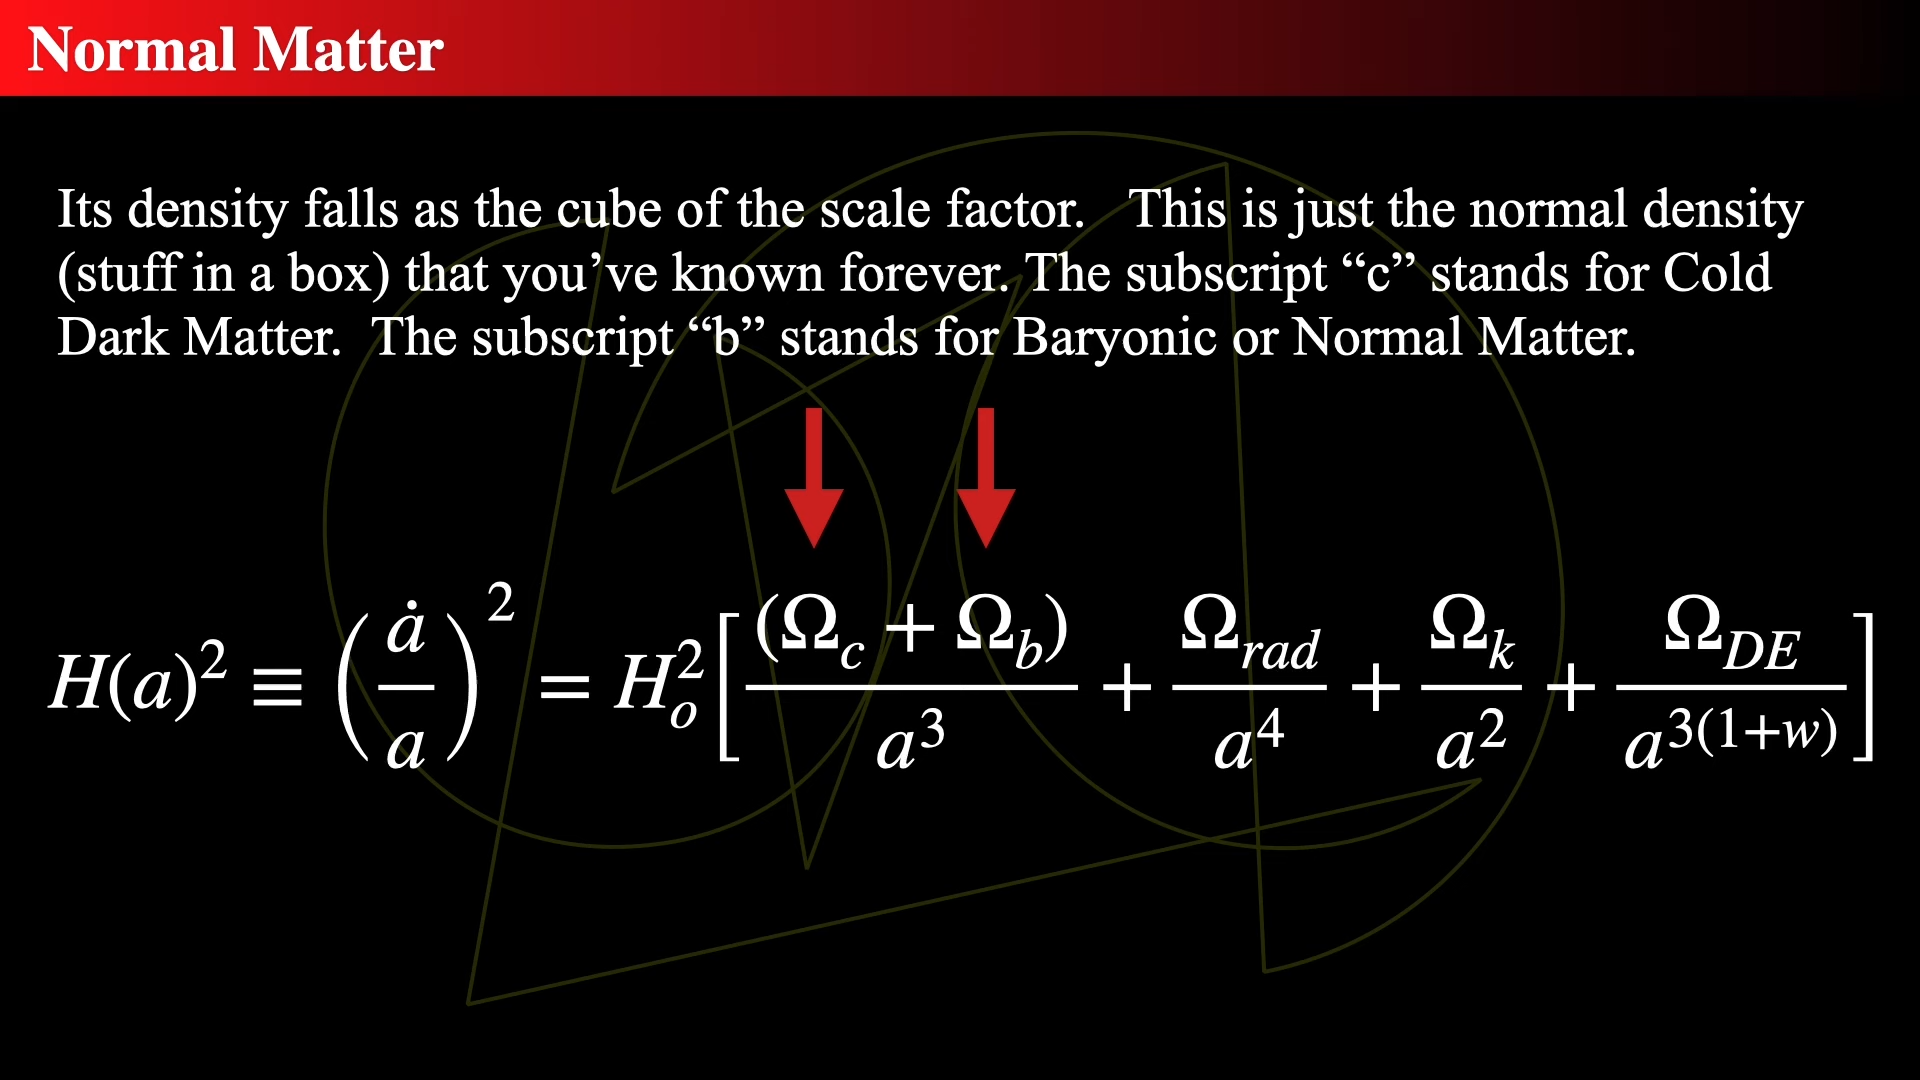 Normal Matter
Its density falls as the cube of the scale factor.   This is just the normal density
(stuff in a box) that you’ve known forever. The subscript “c” stands for Cold
Dark Matter.  The subscript “b” stands for Baryonic or Normal Matter.
H(a)² ≡ (ȧ/a)² = H₀²[(Ω_c + Ω_b)/a³ + Ω_rad/a⁴ + Ω_k/a² + Ω_DE/a^{3(1+w)}]